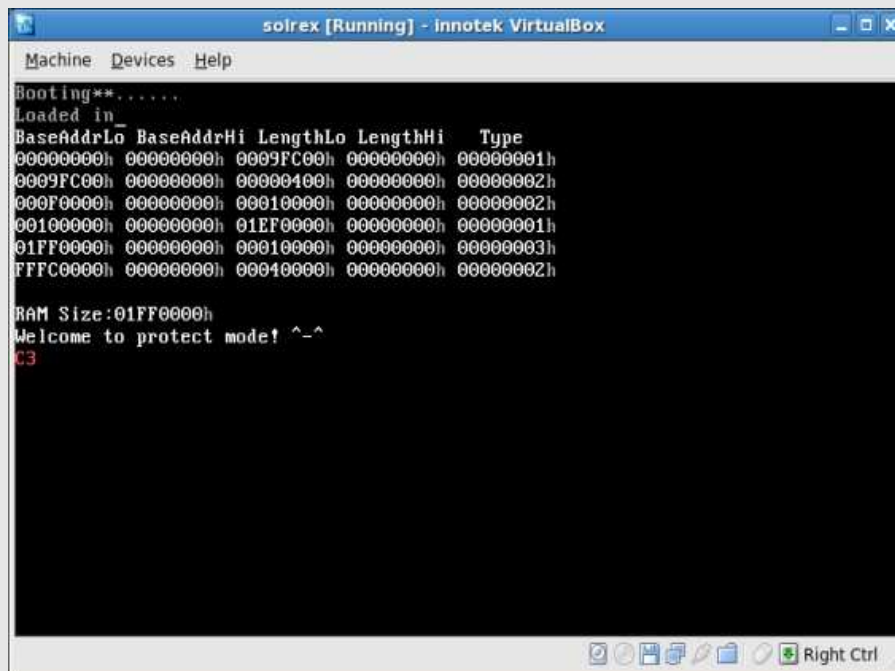 solrex [Running] - innotek VirtualBox
Machine Devices Help
Booting**......
Loaded in_
BaseAddrLo BaseAddrHi LengthLo LengthHi Type
00000000h 00000000h 0009FC00h 00000000h 00000001h
0009FC00h 00000000h 00000400h 00000000h 00000002h
000F0000h 00000000h 00010000h 00000000h 00000002h
00100000h 00000000h 01EF0000h 00000000h 00000001h
01FF0000h 00000000h 00010000h 00000000h 00000003h
FFFC0000h 00000000h 00040000h 00000000h 00000002h
RAM Size:01FF0000h
Welcome to protect mode! ^-^
C3
Right Ctrl